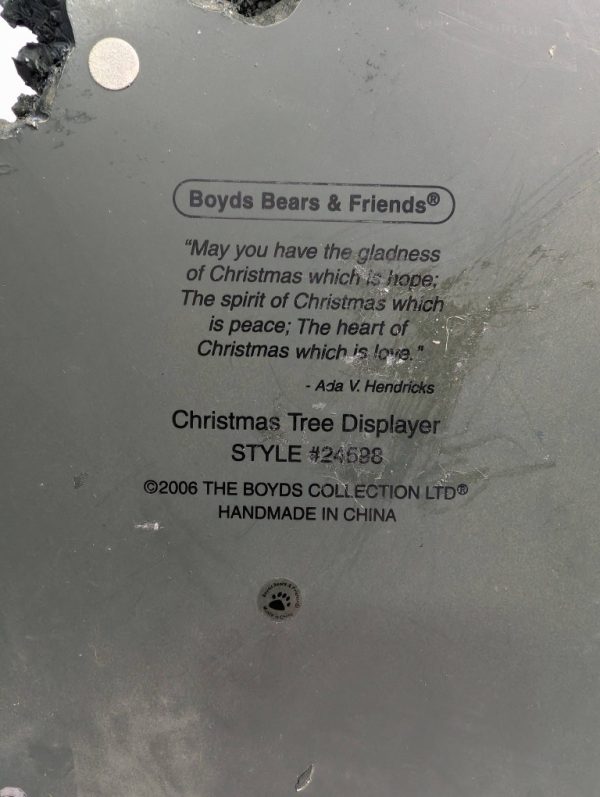 Boyds Bears & Friends®
"May you have the gladness
of Christmas which is hope;
The spirit of Christmas which
is peace; The heart of
Christmas which is love."
- Ada V. Hendricks
Christmas Tree Displayer
STYLE
©2006 THE BOYDS COLLECTION LTD®
HANDMADE IN CHINA